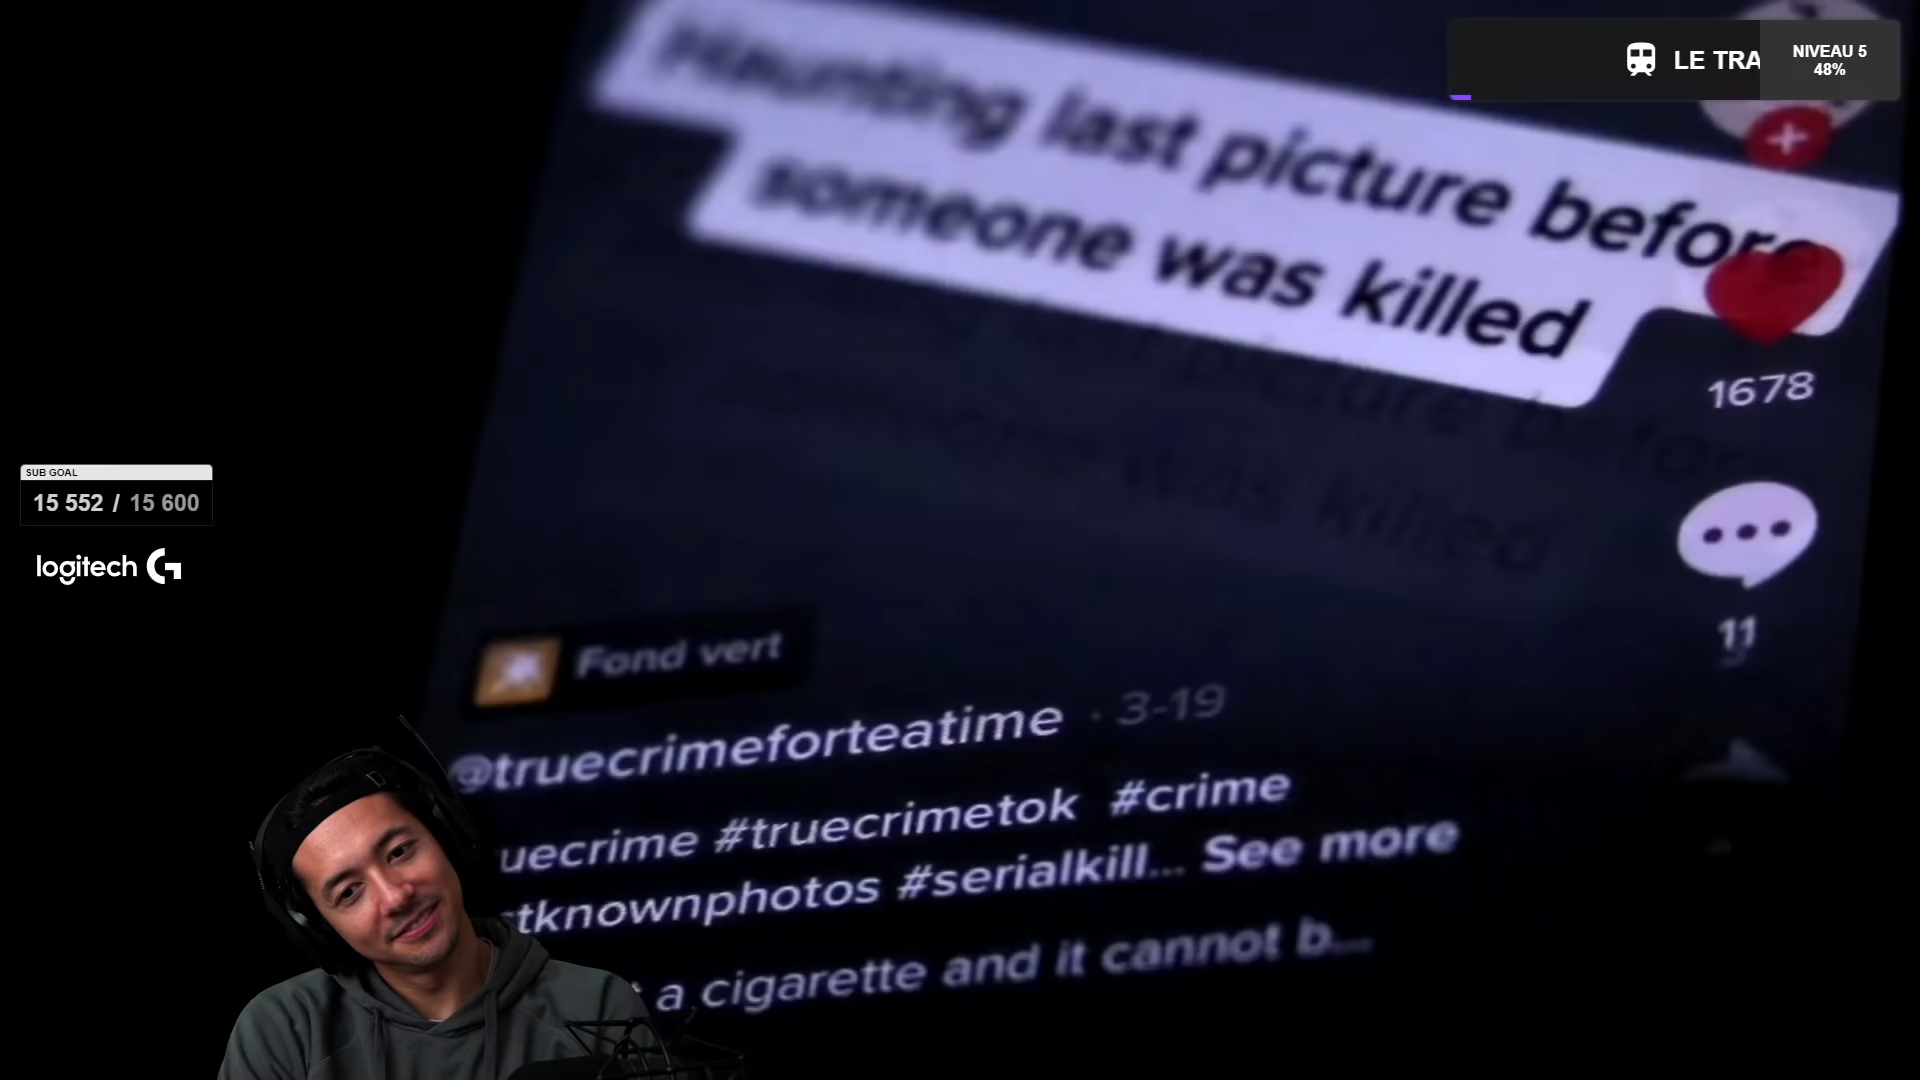 Haunting last picture before
someone was killed
LE TRA
NIVEAU 5
48%
1678
SUB GOAL
15 552 / 15 600
logitech G
11
Fond vert
@truecrimeforteatime · 3-19
uecrime #truecrimetok #crime
stknownphotos #serialkill... See more
a cigarette and it cannot b...